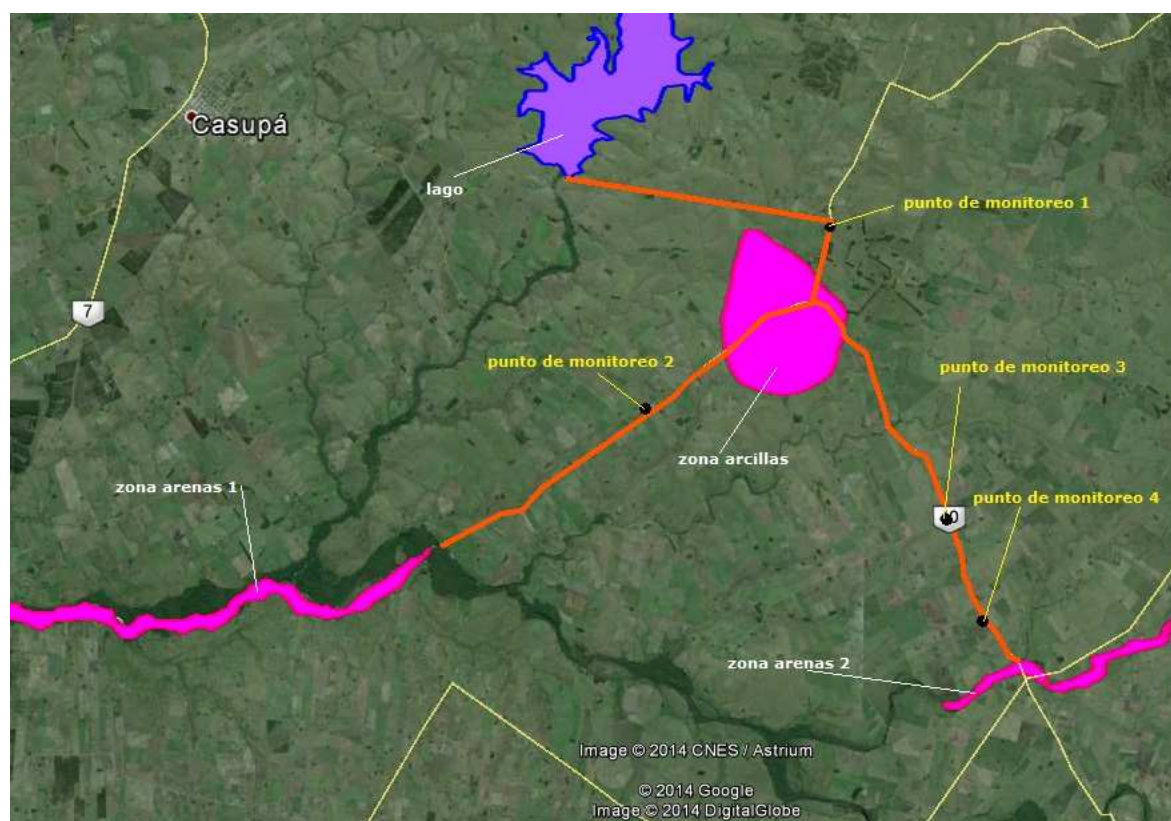 Casupá
lago
punto de monitoreo 1
7
punto de monitoreo 2
punto de monitoreo 3
zona arcillas
zona arenas 1
punto de monitoreo 4
zona arenas 2
Image © 2014 CNES / Astrium
© 2014 Google
Image © 2014 DigitalGlobe